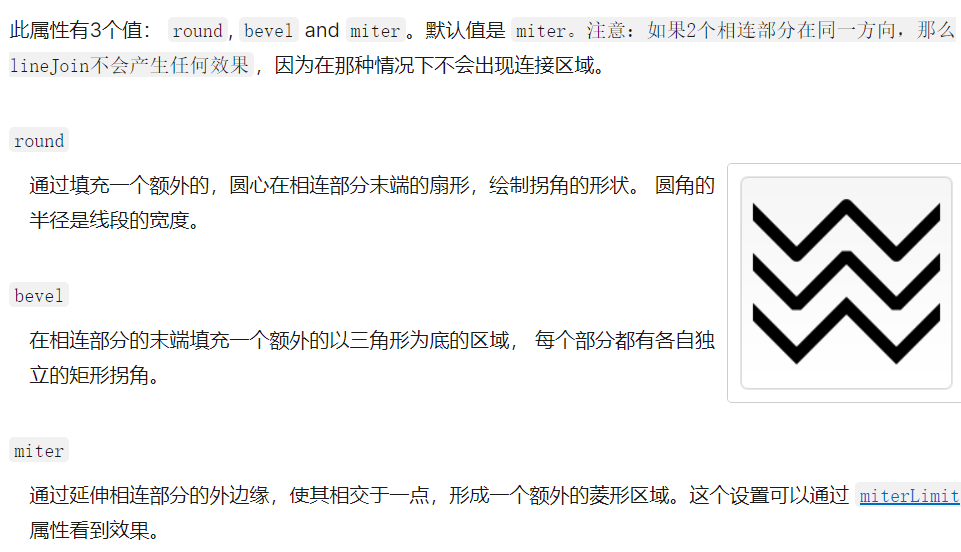 此属性有3个值： round, bevel and miter。默认值是 miter。注意：如果2个相连部分在同一方向，那么
lineJoin不会产生任何效果，因为在那种情况下不会出现连接区域。
round
通过填充一个额外的，圆心在相连部分末端的扇形，绘制拐角的形状。 圆角的
半径是线段的宽度。
bevel
在相连部分的末端填充一个额外的以三角形为底的区域， 每个部分都有各自独
立的矩形拐角。
miter
通过延伸相连部分的外边缘，使其相交于一点，形成一个额外的菱形区域。这个设置可以通过 miterLimit
属性看到效果。